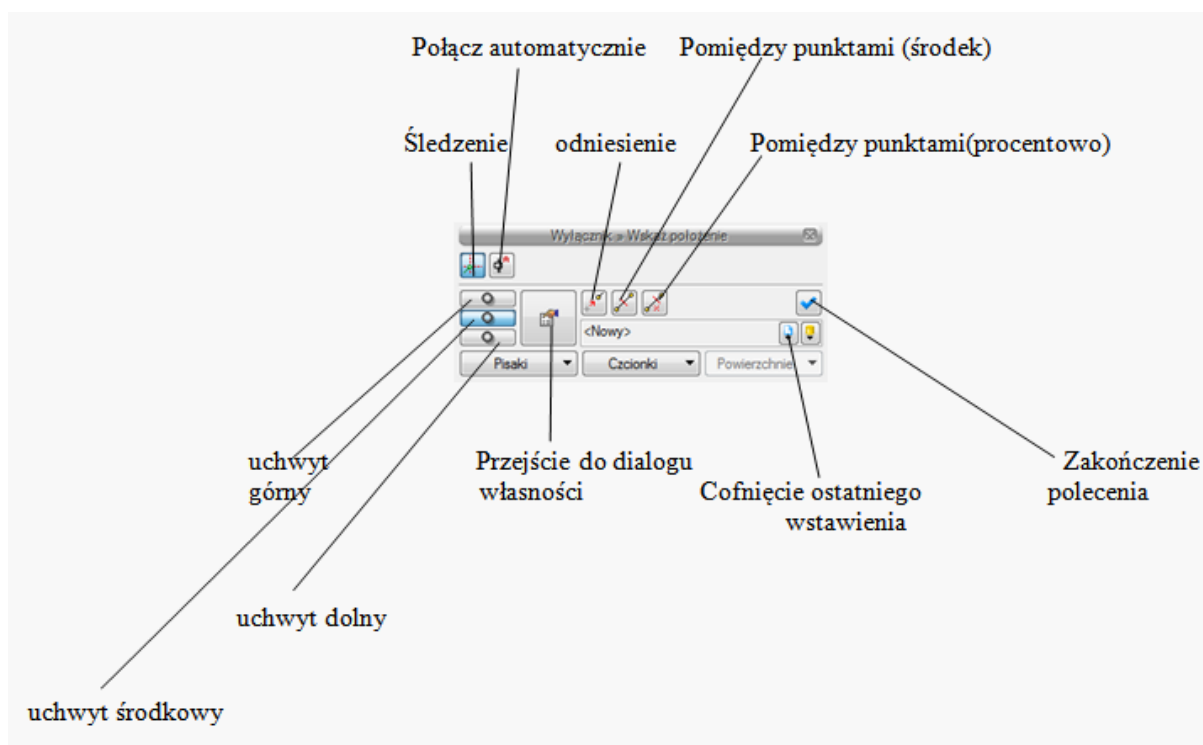 Połącz automatycznie
Pomiędzy punktami (środek)
Śledzenie
odniesienie
Pomiędzy punktami(procentowo)
Wyłącznik » Wskaż położenie
<Nowy>
Pisaki
Czcionki
Powierzchnie
uchwyt
górny
Przejście do dialogu
własności
Cofnięcie ostatniego
wstawienia
Zakończenie
polecenia
uchwyt dolny
uchwyt środkowy